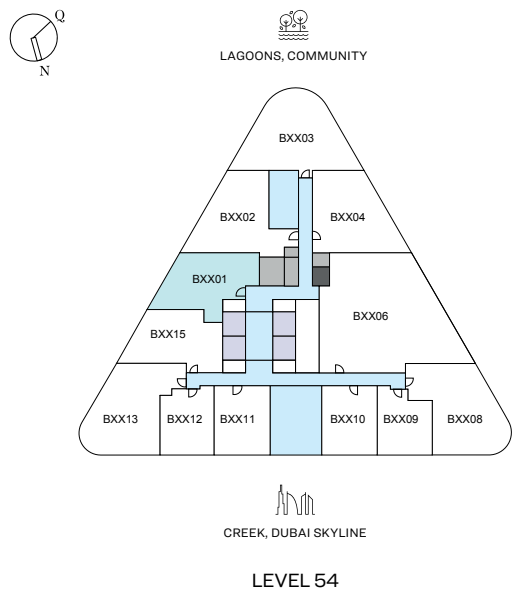 Q
N
LAGOONS, COMMUNITY
BXX03
BXX02
BXX04
BXX01
BXX06
BXX15
BXX13
BXX12
BXX11
BXX10
BXX09
BXX08
CREEK, DUBAI SKYLINE
LEVEL 54